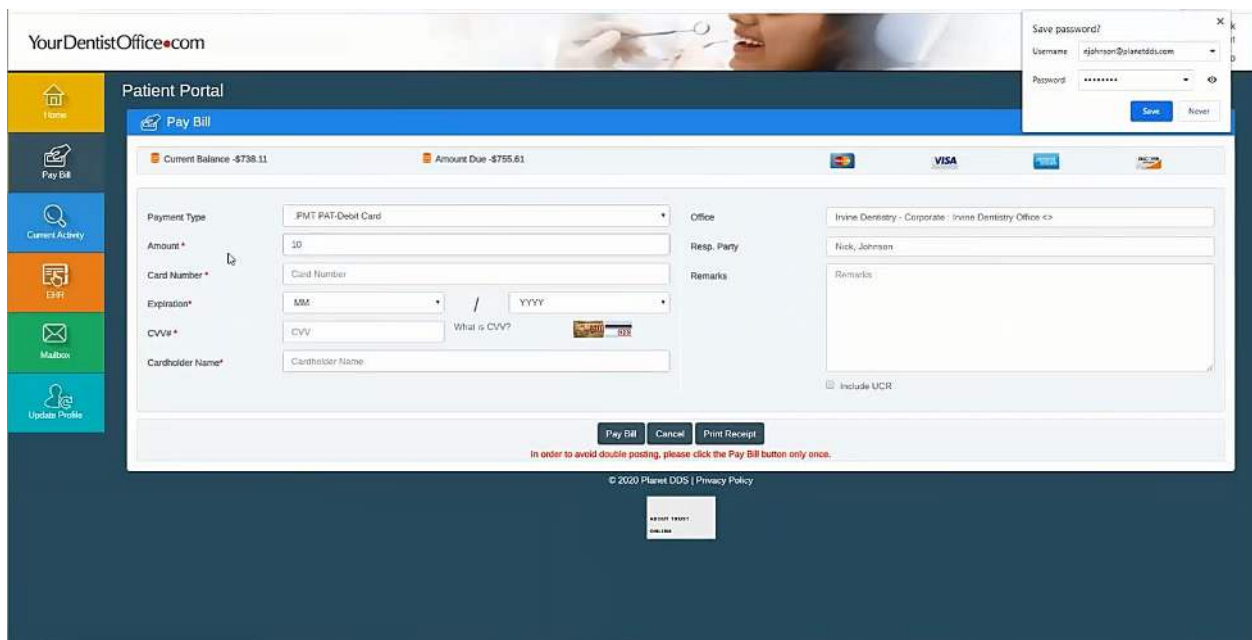 YourDentistOffice•com
Save password?
Username njohnson@planetdds.com
Password ••••••••
Save Never
Home
Pay Bill
Current Activity
EHR
Mailbox
Update Profile
Patient Portal
Pay Bill
Current Balance -$738.11 Amount Due -$755.61 VISA
Payment Type .PMT PAT-Debit Card
Amount * 10
Card Number * Card Number
Expiration* MM / YYYY
CVV# * CVV What is CVV?
Cardholder Name* Cardholder Name
Office Irvine Dentistry - Corporate : Irvine Dentistry Office <>
Resp. Party Nick, Johnson
Remarks Remarks
Include UCR
Pay Bill Cancel Print Receipt
In order to avoid double posting, please click the Pay Bill button only once.
© 2020 Planet DDS | Privacy Policy
ABOUT TRUST
ONLINE